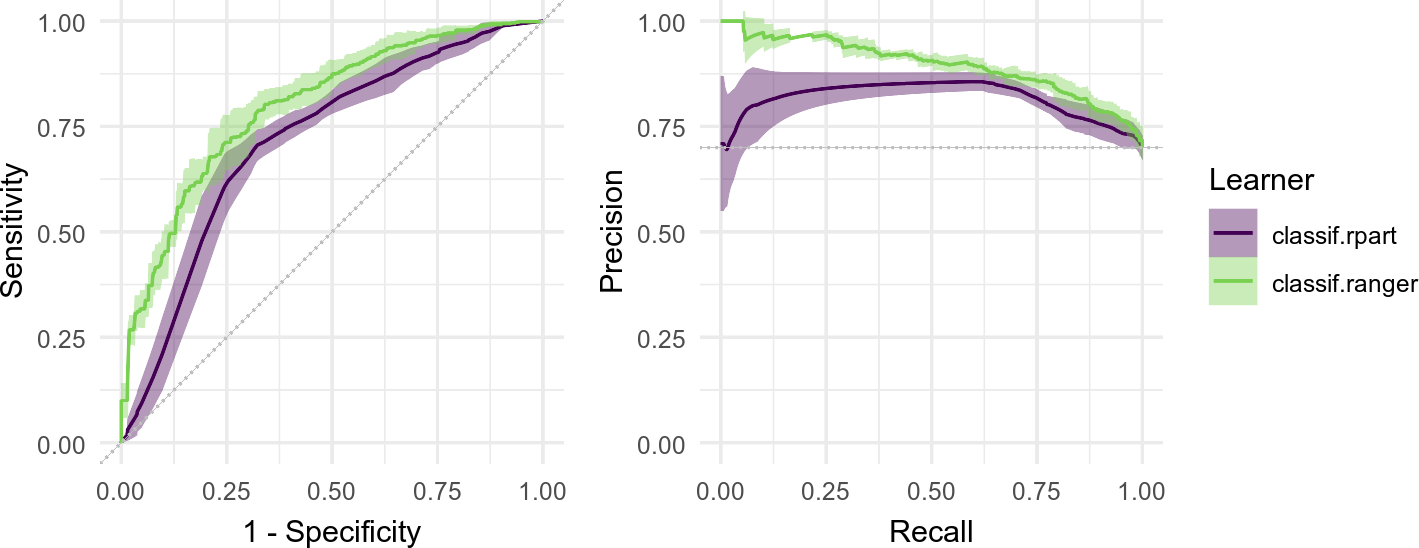 Sensitivity
1.00
0.75
0.50
0.25
0.00
0.00 0.25 0.50 0.75 1.00
1 - Specificity
Precision
1.00
0.75
0.50
0.25
0.00
0.00 0.25 0.50 0.75 1.00
Recall
Learner
classif.rpart
classif.ranger